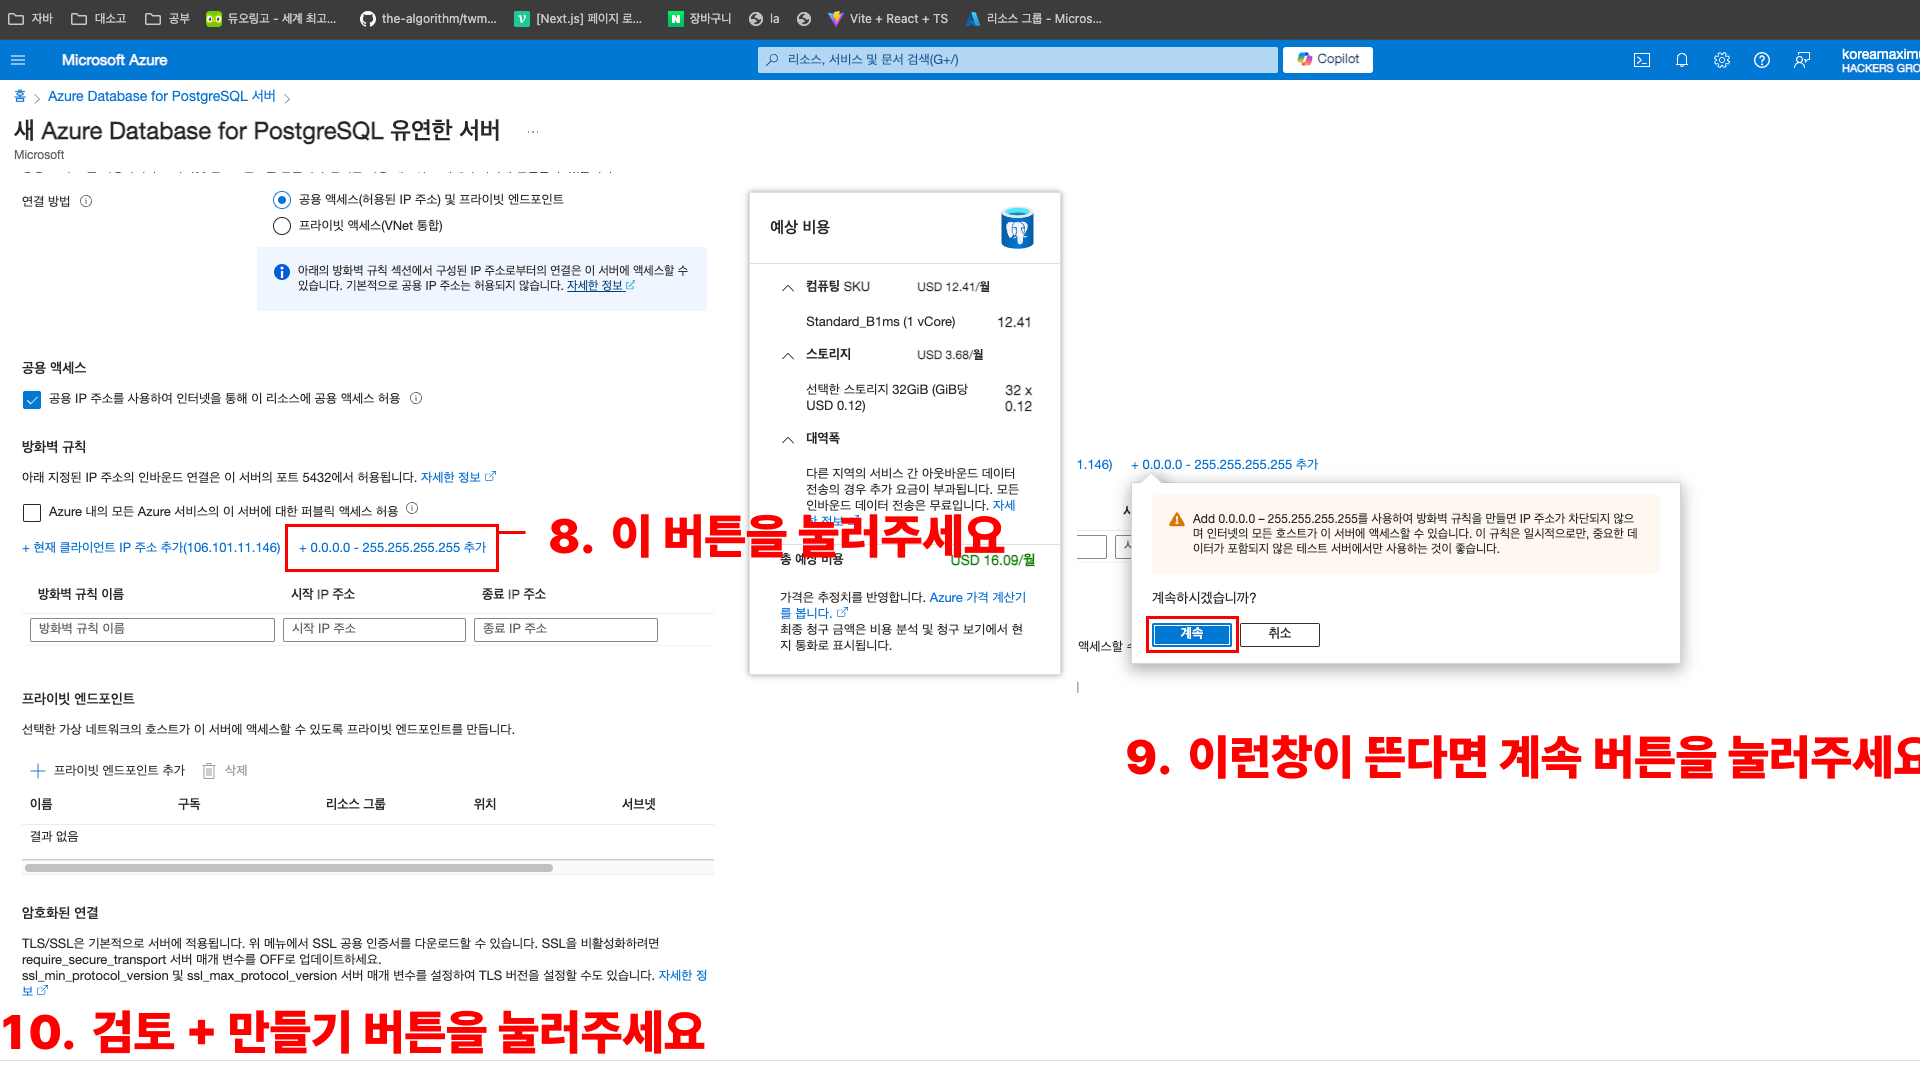 자바
대소고
공부
듀오링고 - 세계 최고...
the-algorithm/twm...
[Next.js] 페이지 로...
장바구니
la
Vite + React + TS
리소스 그룹 - Micros...
Microsoft Azure
리소스, 서비스 및 문서 검색(G+/)
Copilot
koreamaxim
HACKERS GRO
홈 > Azure Database for PostgreSQL 서버 >
새 Azure Database for PostgreSQL 유연한 서버 ...
Microsoft
연결 방법
공용 액세스(허용된 IP 주소) 및 프라이빗 엔드포인트
프라이빗 액세스(VNet 통합)
아래의 방화벽 규칙 섹션에서 구성된 IP 주소로부터의 연결은 이 서버에 액세스할 수
있습니다. 기본적으로 공용 IP 주소는 허용되지 않습니다. 자세한 정보
공용 액세스
공용 IP 주소를 사용하여 인터넷을 통해 이 리소스에 공용 액세스 허용
방화벽 규칙
아래 지정된 IP 주소의 인바운드 연결은 이 서버의 포트 5432에서 허용됩니다. 자세한 정보
Azure 내의 모든 Azure 서비스의 이 서버에 대한 퍼블릭 액세스 허용
+ 현재 클라이언트 IP 주소 추가(106.101.11.146)
+ 0.0.0.0 - 255.255.255.255 추가
8. 이 버튼을 눌러주세요
방화벽 규칙 이름
시작 IP 주소
종료 IP 주소
방화벽 규칙 이름
시작 IP 주소
종료 IP 주소
프라이빗 엔드포인트
선택한 가상 네트워크의 호스트가 이 서버에 액세스할 수 있도록 프라이빗 엔드포인트를 만듭니다.
프라이빗 엔드포인트 추가
삭제
이름
구독
리소스 그룹
위치
서브넷
결과 없음
암호화된 연결
TLS/SSL은 기본적으로 서버에 적용됩니다. 위 메뉴에서 SSL 공용 인증서를 다운로드할 수 있습니다. SSL을 비활성화하려면
require_secure_transport 서버 매개 변수를 OFF로 업데이트하세요.
ssl_min_protocol_version 및 ssl_max_protocol_version 서버 매개 변수를 설정하여 TLS 버전을 설정할 수도 있습니다. 자세한 정
보
10. 검토 + 만들기 버튼을 눌러주세요
예상 비용
컴퓨팅 SKU
USD 12.41/월
Standard_B1ms (1 vCore)
12.41
스토리지
USD 3.68/월
선택한 스토리지 32GiB (GiB당
USD 0.12)
32 x
0.12
대역폭
다른 지역의 서비스 간 아웃바운드 데이터
전송의 경우 추가 요금이 부과됩니다. 모든
인바운드 데이터 전송은 무료입니다. 자세
한 정보
총 예상 비용
USD 16.09/월
가격은 추정치를 반영합니다. Azure 가격 계산기
를 봅니다.
최종 청구 금액은 비용 분석 및 청구 보기에서 현
지 통화로 표시됩니다.
1.146)
+ 0.0.0.0 - 255.255.255.255 추가
Add 0.0.0.0 – 255.255.255.255를 사용하여 방화벽 규칙을 만들면 IP 주소가 차단되지 않으
며 인터넷의 모든 호스트가 이 서버에 액세스할 수 있습니다. 이 규칙은 일시적으로만, 중요한 데
이터가 포함되지 않은 테스트 서버에서만 사용하는 것이 좋습니다.
계속하시겠습니까?
계속
취소
액세스할
9. 이런창이 뜬다면 계속 버튼을 눌러주세요